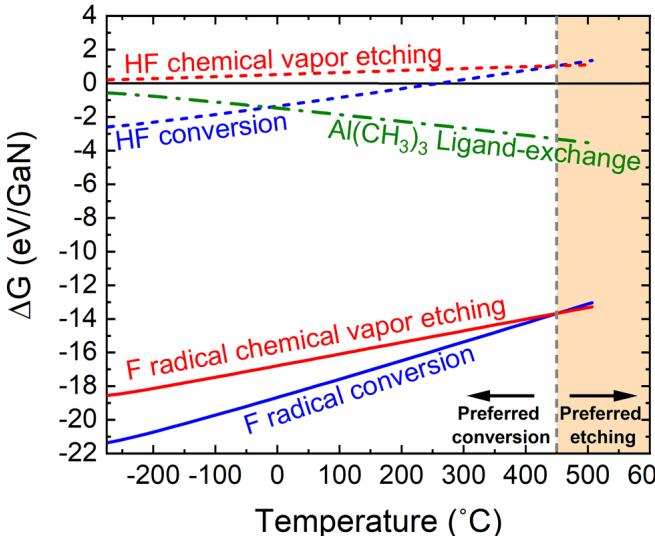 4
2
0
-2
-4
-6
-8
-10
-12
-14
-16
-18
-20
-22
ΔG (eV/GaN)
HF chemical vapor etching
HF conversion
Al(CH₃)₃ Ligand-exchange
F radical chemical vapor etching
F radical conversion
Preferred conversion
Preferred etching
-200 -100 0 100 200 300 400 500 60
Temperature (˚C)